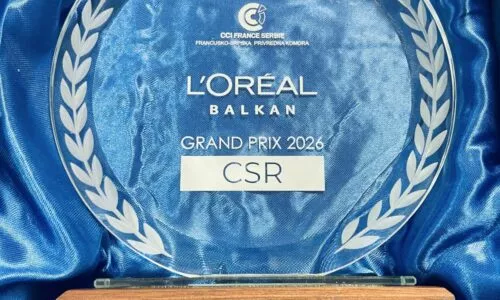 CCI FRANCE SERBIE
FRANCUSKO-SRPSKA PRIVREDNA KOMORA
L'ORÉAL
BALKAN
GRAND PRIX 2026
CSR